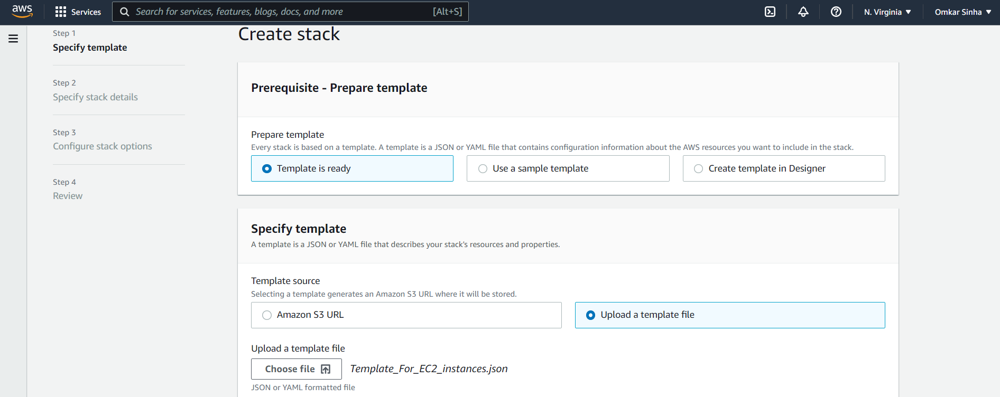 aws
Services
Search for services, features, blogs, docs, and more [Alt+S]
N. Virginia
Omkar Sinha
Step 1
Specify template
Step 2
Specify stack details
Step 3
Configure stack options
Step 4
Review
Create stack
Prerequisite - Prepare template
Prepare template
Every stack is based on a template. A template is a JSON or YAML file that contains configuration information about the AWS resources you want to include in the stack.
Template is ready
Use a sample template
Create template in Designer
Specify template
A template is a JSON or YAML file that describes your stack's resources and properties.
Template source
Selecting a template generates an Amazon S3 URL where it will be stored.
Amazon S3 URL
Upload a template file
Upload a template file
Choose file Template_For_EC2_instances.json
JSON or YAML formatted file